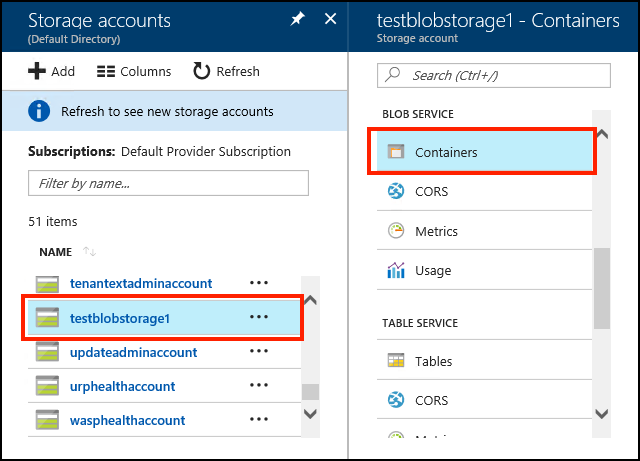 Storage accounts
(Default Directory)
Add Columns Refresh
Refresh to see new storage accounts
Subscriptions: Default Provider Subscription
Filter by name...
51 items
NAME
tenantextadminaccount
testblobstorage1
updateadminaccount
urphealthaccount
wasphealthaccount
testblobstorage1 - Containers
Storage account
Search (Ctrl+/)
BLOB SERVICE
Containers
CORS
Metrics
Usage
TABLE SERVICE
Tables
CORS
Metrics